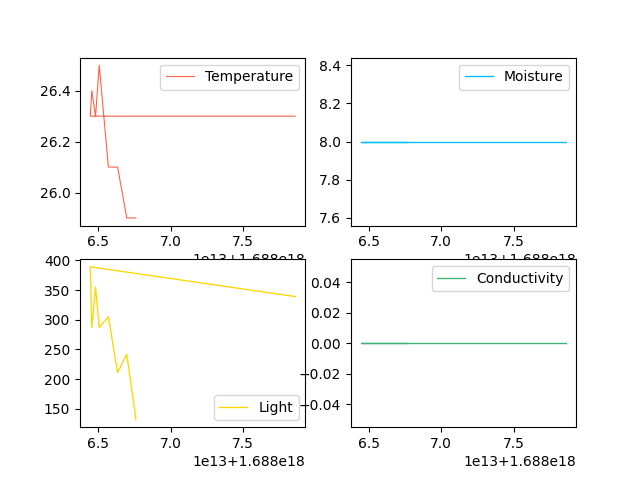 Temperature
26.4
26.2
26.0
6.5 7.0 7.5
1e13+1.688e18
Moisture
8.4
8.2
8.0
7.8
7.6
6.5 7.0 7.5
1e13+1.688e18
400
350
300
250
200
150
Light
6.5 7.0 7.5
1e13+1.688e18
Conductivity
0.04
0.02
0.00
−0.02
−0.04
6.5 7.0 7.5
1e13+1.688e18